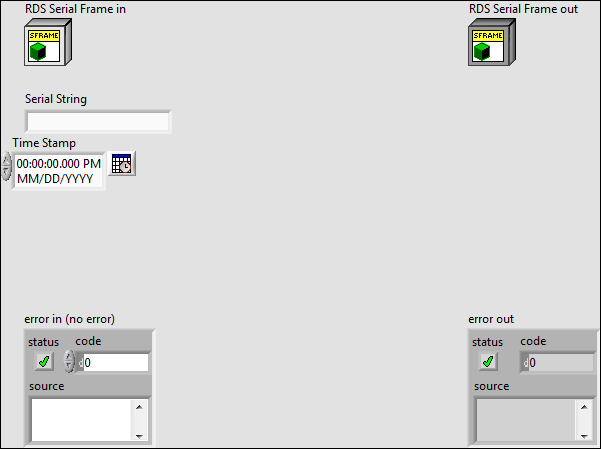 RDS Serial Frame in
RDS Serial Frame out
SFRAME
SFRAME
Serial String
Time Stamp
00:00:00.000 PM
MM/DD/YYYY
error in (no error)
error out
status code
d0
source
status code
d0
source